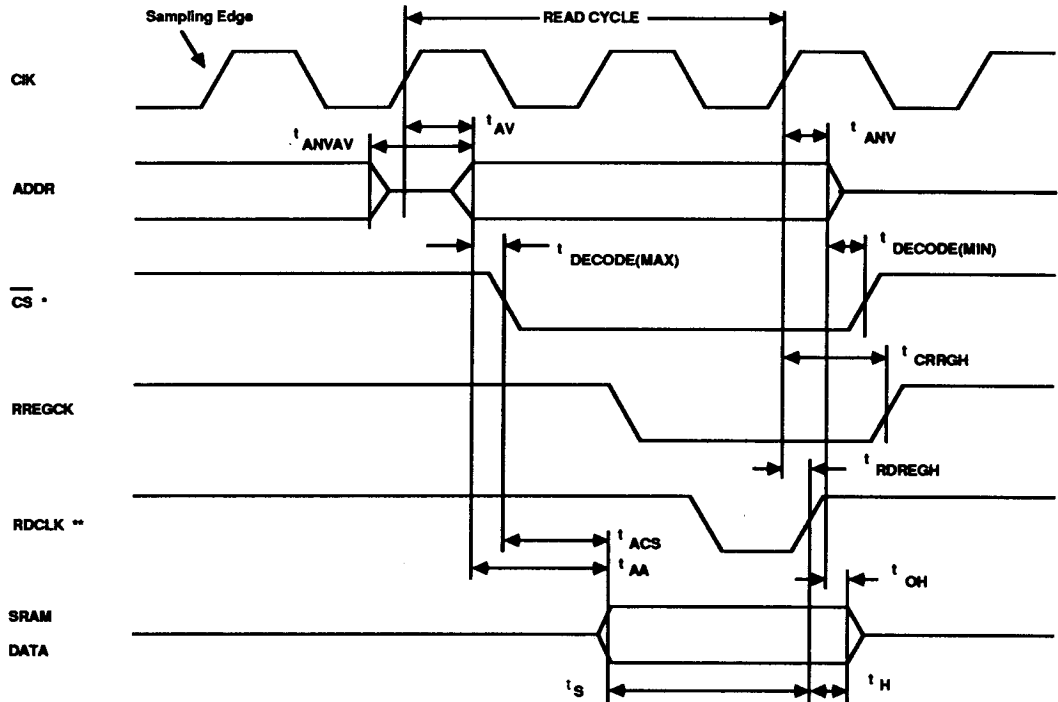 Sampling Edge
READ CYCLE
ClK
t AV
t ANV
t ANVAV
ADDR
t DECODE(MAX)
t DECODE(MIN)
CS *
t CRRGH
RREGCK
t RDREGH
RDCLK **
t ACS
t AA
t OH
SRAM
DATA
t S
t H